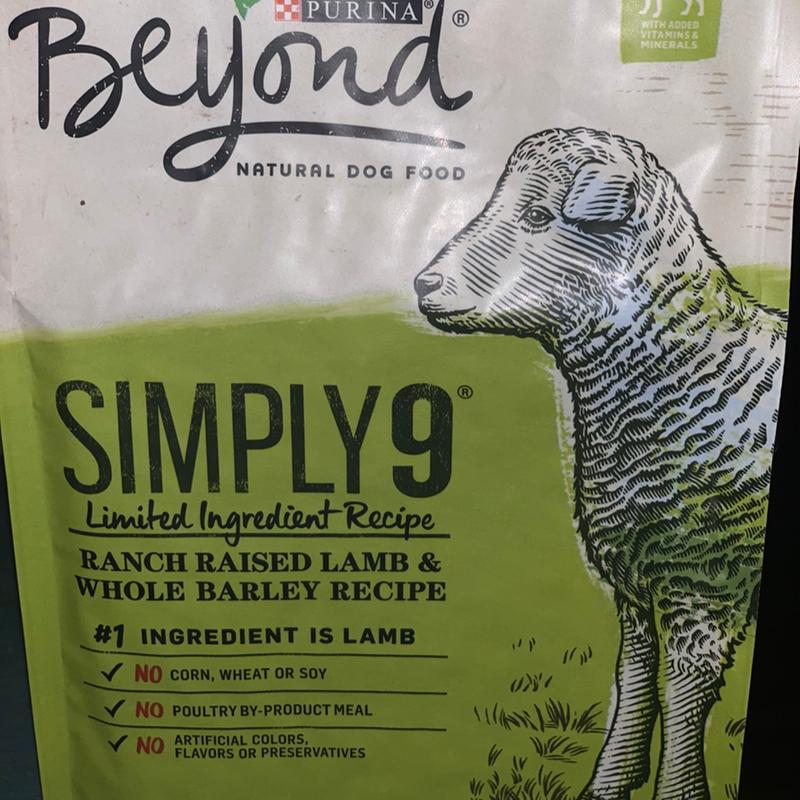 PURINA®
Beyond®
NATURAL DOG FOOD
WITH ADDED
VITAMINS &
MINERALS
SIMPLY9®
Limited Ingredient Recipe
RANCH RAISED LAMB &
WHOLE BARLEY RECIPE
#1 INGREDIENT IS LAMB
✓ NO CORN, WHEAT OR SOY
✓ NO POULTRY BY-PRODUCT MEAL
✓ NO ARTIFICIAL COLORS,
FLAVORS OR PRESERVATIVES